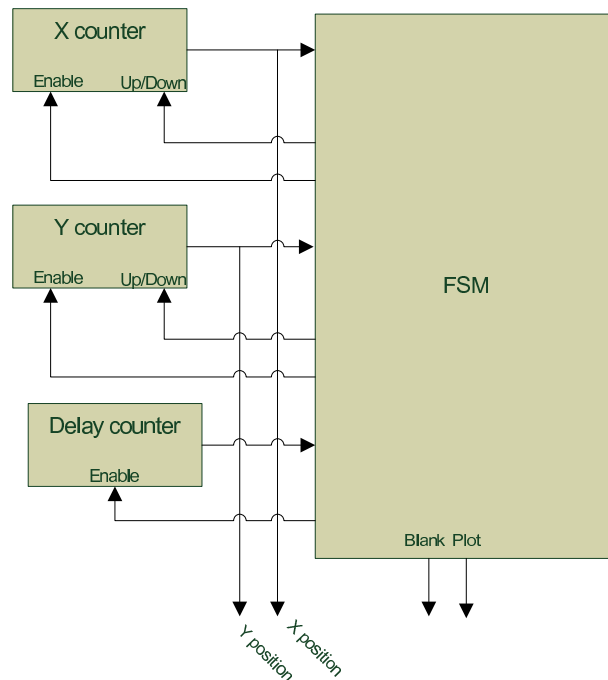 X counter
Enable Up/Down
Y counter
Enable Up/Down
FSM
Delay counter
Enable
Blank Plot
Y position
X position